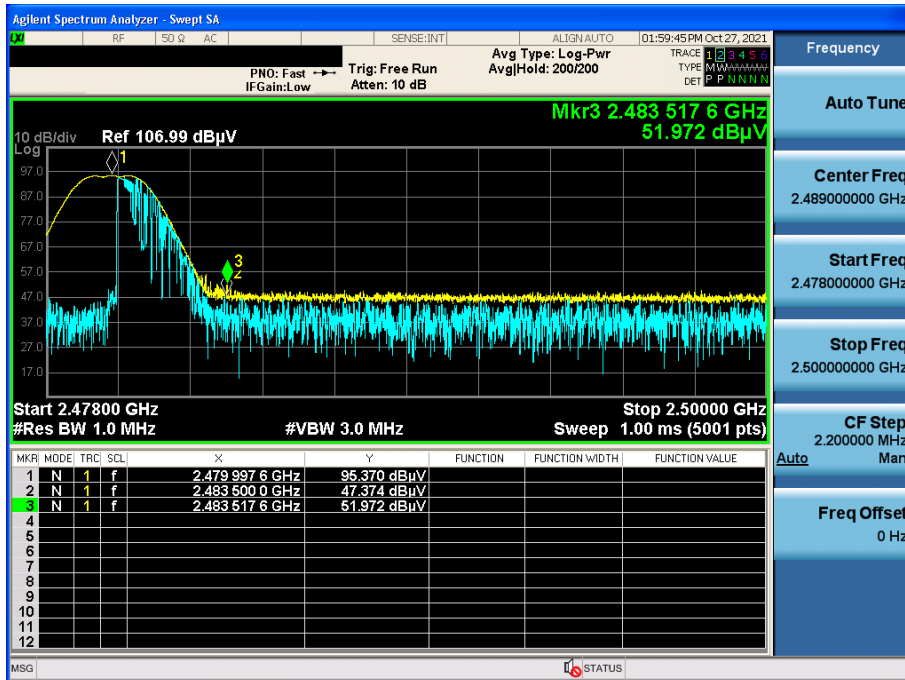 Agilent Spectrum Analyzer - Swept SA
LXI RF 50 Ω AC SENSE:INT ALIGN AUTO 01:59:45 PM Oct 27, 2021
Frequency
PNO: Fast
IFGain:Low
Trig: Free Run
Atten: 10 dB
Avg Type: Log-Pwr
Avg|Hold: 200/200
TRACE 1 2 3 4 5 6
TYPE M W
DET P P N N N N
Auto Tune
Mkr3 2.483 517 6 GHz
51.972 dBµV
10 dB/div Ref 106.99 dBµV
Log
97.0
87.0
77.0
67.0
57.0
47.0
37.0
27.0
17.0
1
3
2
Start 2.47800 GHz Stop 2.50000 GHz
#Res BW 1.0 MHz #VBW 3.0 MHz Sweep 1.00 ms (5001 pts)
Center Freq
2.489000000 GHz
Start Freq
2.478000000 GHz
Stop Freq
2.500000000 GHz
CF Step
2.200000 MHz
Auto Man
Freq Offset
0 Hz
MKR MODE TRC SCL X Y FUNCTION FUNCTION WIDTH FUNCTION VALUE
1 N 1 f 2.479 997 6 GHz 95.370 dBµV
2 N 1 f 2.483 500 0 GHz 47.374 dBµV
3 N 1 f 2.483 517 6 GHz 51.972 dBµV
4
5
6
7
8
9
10
11
12
MSG STATUS